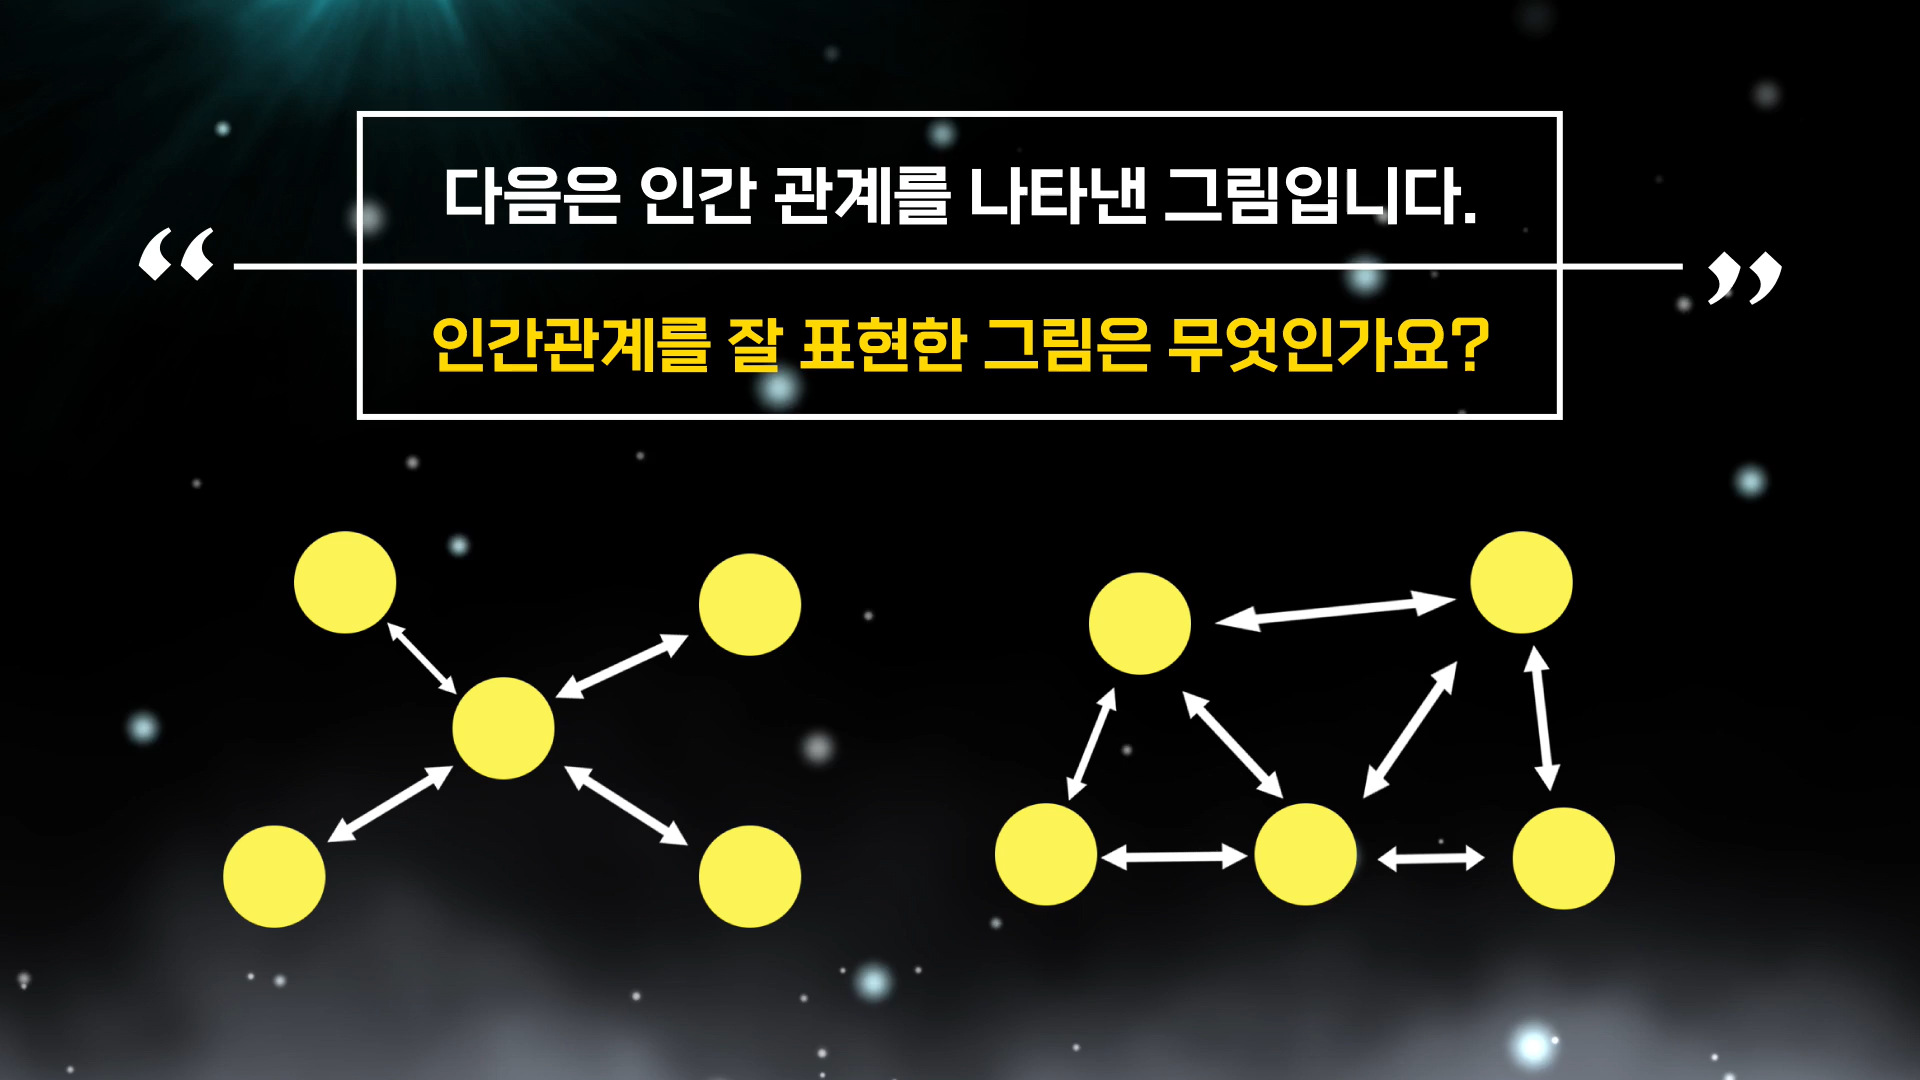 다음은 인간 관계를 나타낸 그림입니다.
“ ”
인간관계를 잘 표현한 그림은 무엇인가요?